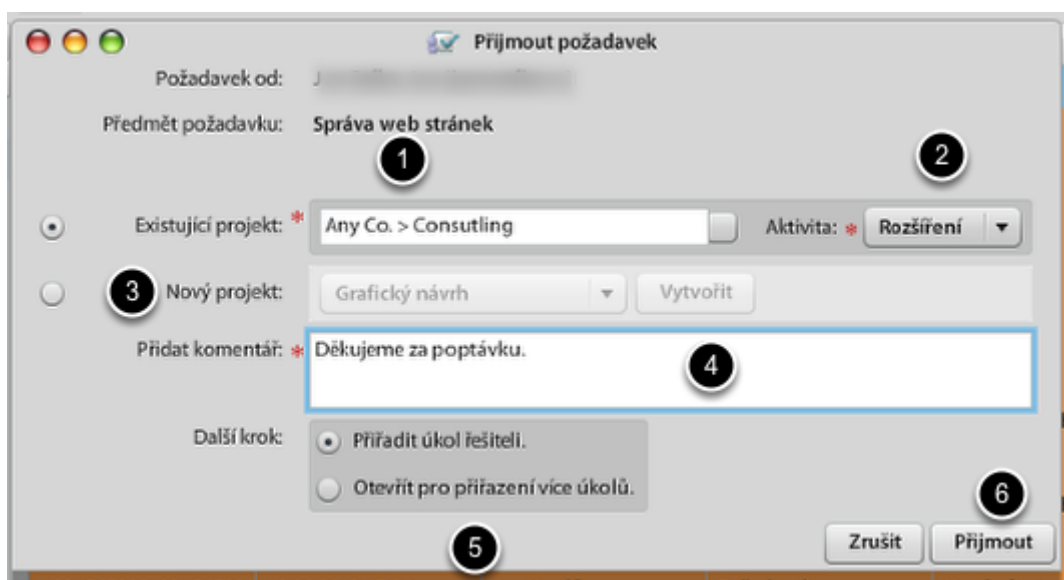 Přijmout požadavek
Požadavek od: J
Předmět požadavku: Správa web stránek
1
2
Existující projekt: * Any Co. > Consutling Aktivita: * Rozšíření
3 Nový projekt: Grafický návrh Vytvořit
Přidat komentář: * Děkujeme za poptávku.
4
Další krok: Přiřadit úkol řešiteli.
Otevřít pro přiřazení více úkolů.
6
5
Zrušit Přijmout